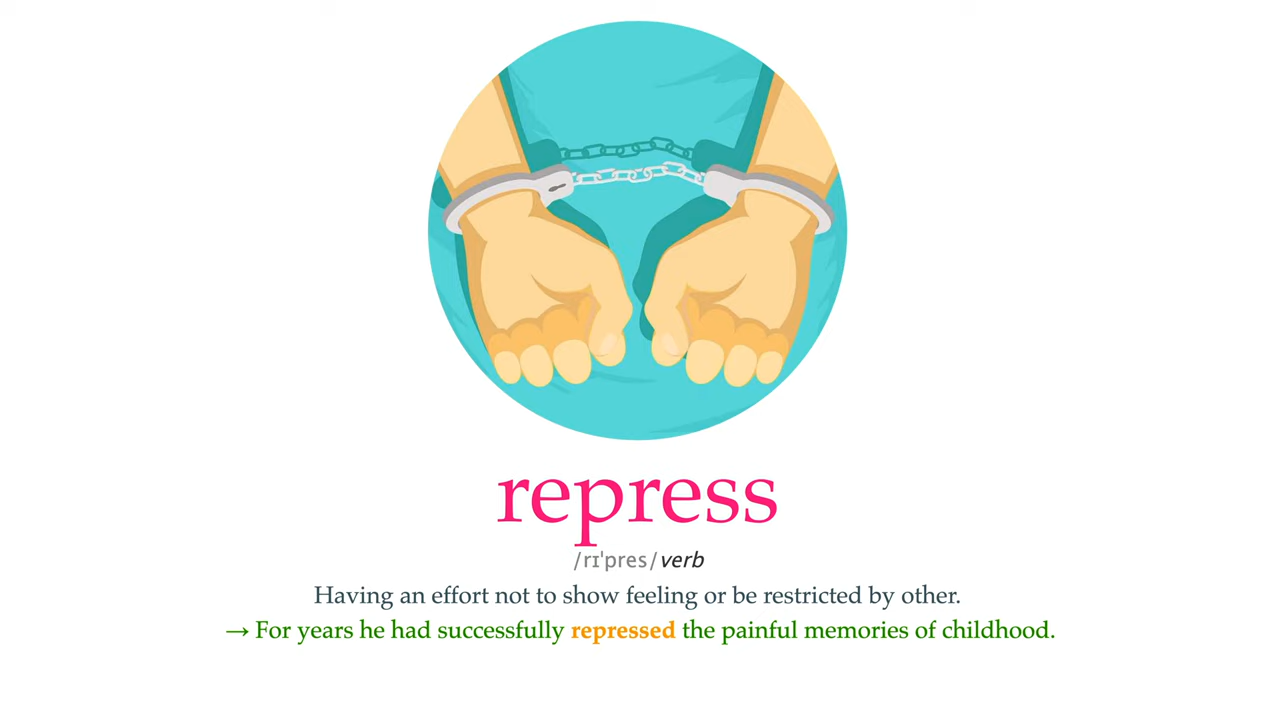 repress
/rɪˈpres/verb
Having an effort not to show feeling or be restricted by other.
→ For years he had successfully repressed the painful memories of childhood.